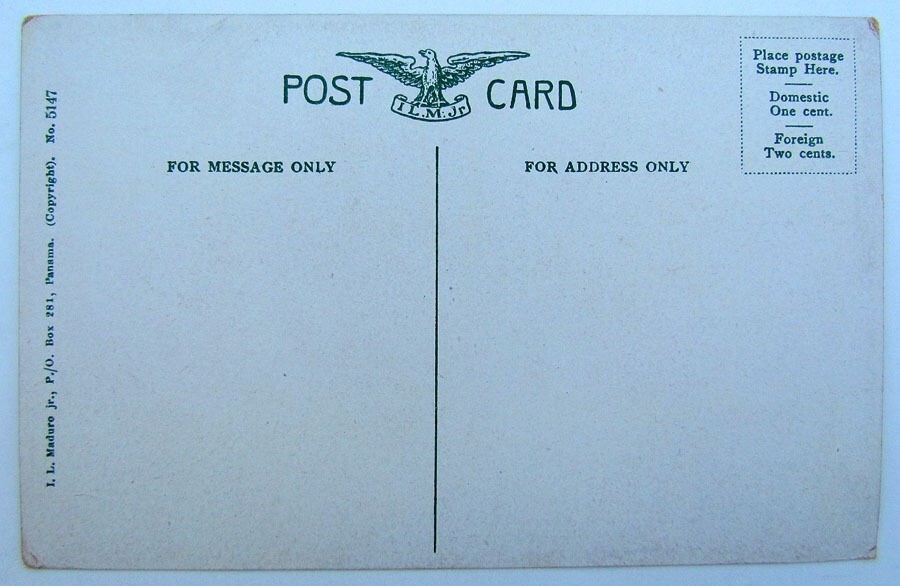 POST CARD
I.L.M. Jr
Place postage
Stamp Here.
Domestic
One cent.
Foreign
Two cents.
FOR MESSAGE ONLY
FOR ADDRESS ONLY
I. L. Maduro jr., P./O. Box 281, Panama. (Copyright). No. 5147